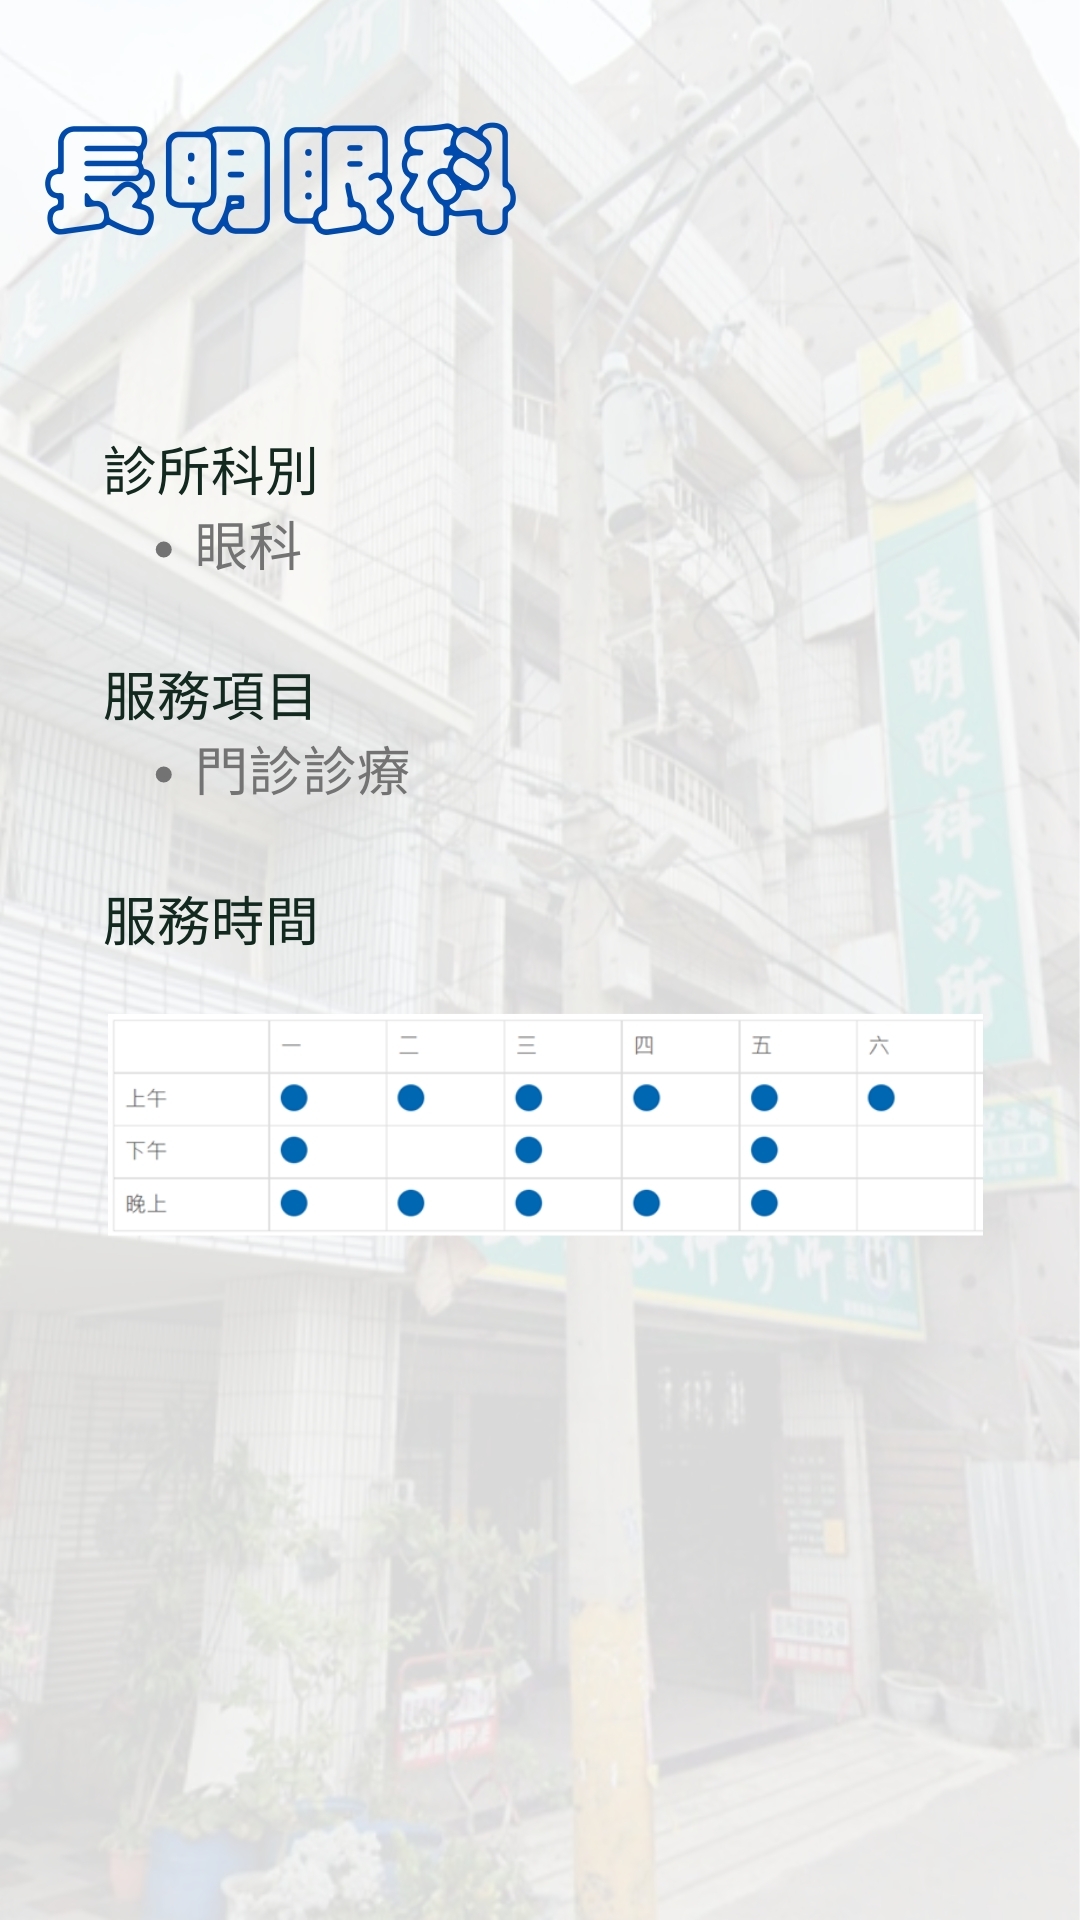 長明眼科
診所科別
• 眼科
服務項目
• 門診診療
服務時間
一 二 三 四 五 六
上午 ● ● ● ● ● ●
下午 ● ● ●
晚上 ● ● ● ● ●
長明眼科診所